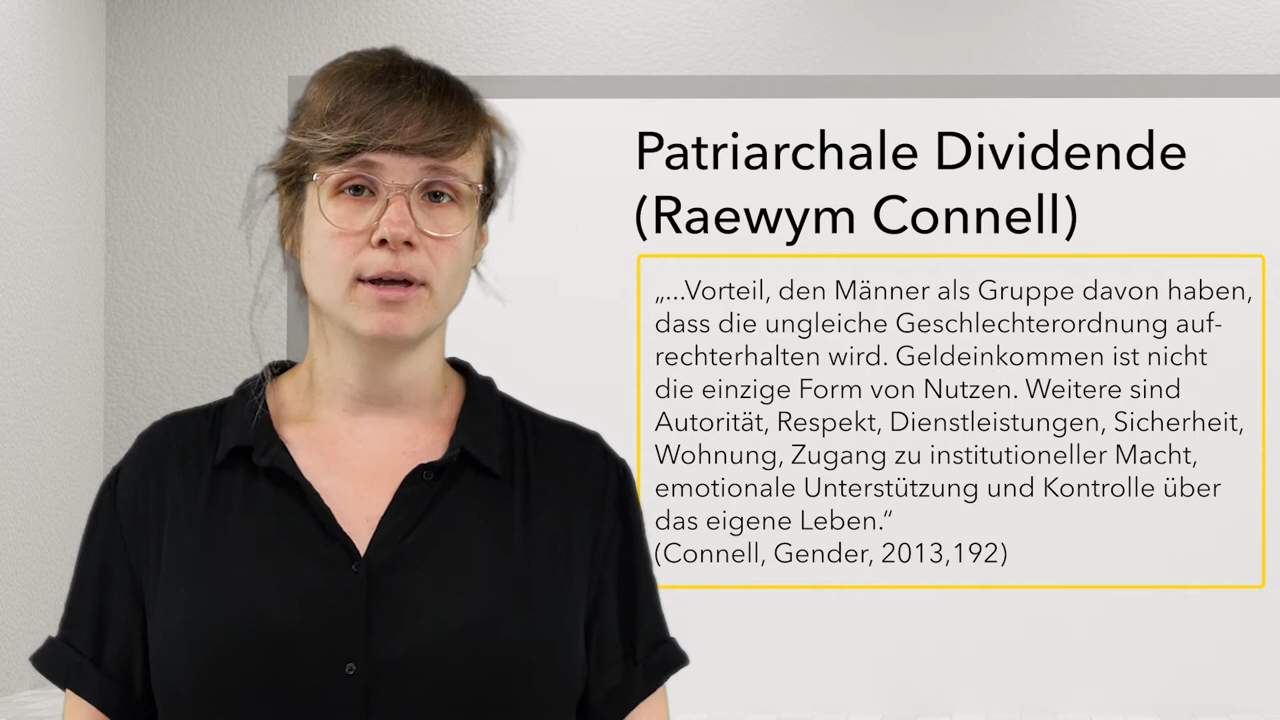 Patriarchale Dividende
(Raewym Connell)
„...Vorteil, den Männer als Gruppe davon haben,
dass die ungleiche Geschlechterordnung auf-
rechterhalten wird. Geldeinkommen ist nicht
die einzige Form von Nutzen. Weitere sind
Autorität, Respekt, Dienstleistungen, Sicherheit,
Wohnung, Zugang zu institutioneller Macht,
emotionale Unterstützung und Kontrolle über
das eigene Leben.“
(Connell, Gender, 2013,192)